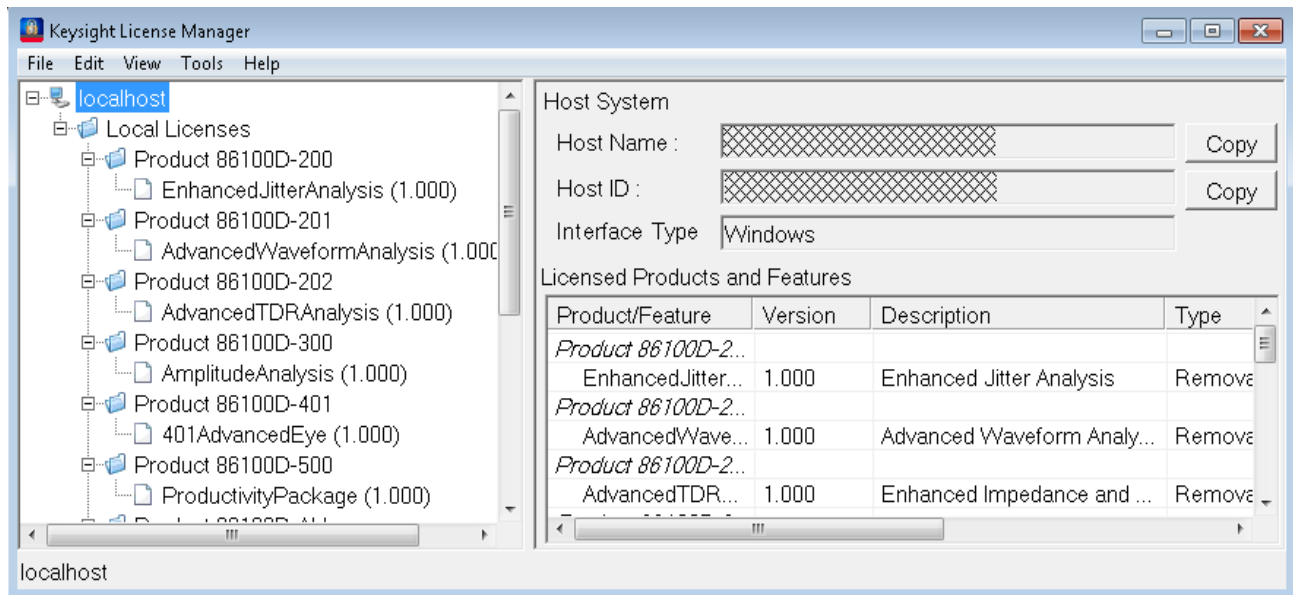 Keysight License Manager
File Edit View Tools Help
localhost
Local Licenses
Product 86100D-200
EnhancedJitterAnalysis (1.000)
Product 86100D-201
AdvancedWaveformAnalysis (1.000
Product 86100D-202
AdvancedTDRAnalysis (1.000)
Product 86100D-300
AmplitudeAnalysis (1.000)
Product 86100D-401
401AdvancedEye (1.000)
Product 86100D-500
ProductivityPackage (1.000)
Host System
Host Name :
Copy
Host ID :
Copy
Interface Type Windows
Licensed Products and Features
Product/Feature Version Description Type
Product 86100D-2...
EnhancedJitter... 1.000 Enhanced Jitter Analysis Remova
Product 86100D-2...
AdvancedWave... 1.000 Advanced Waveform Analy... Remova
Product 86100D-2...
AdvancedTDR... 1.000 Enhanced Impedance and ... Remova
localhost